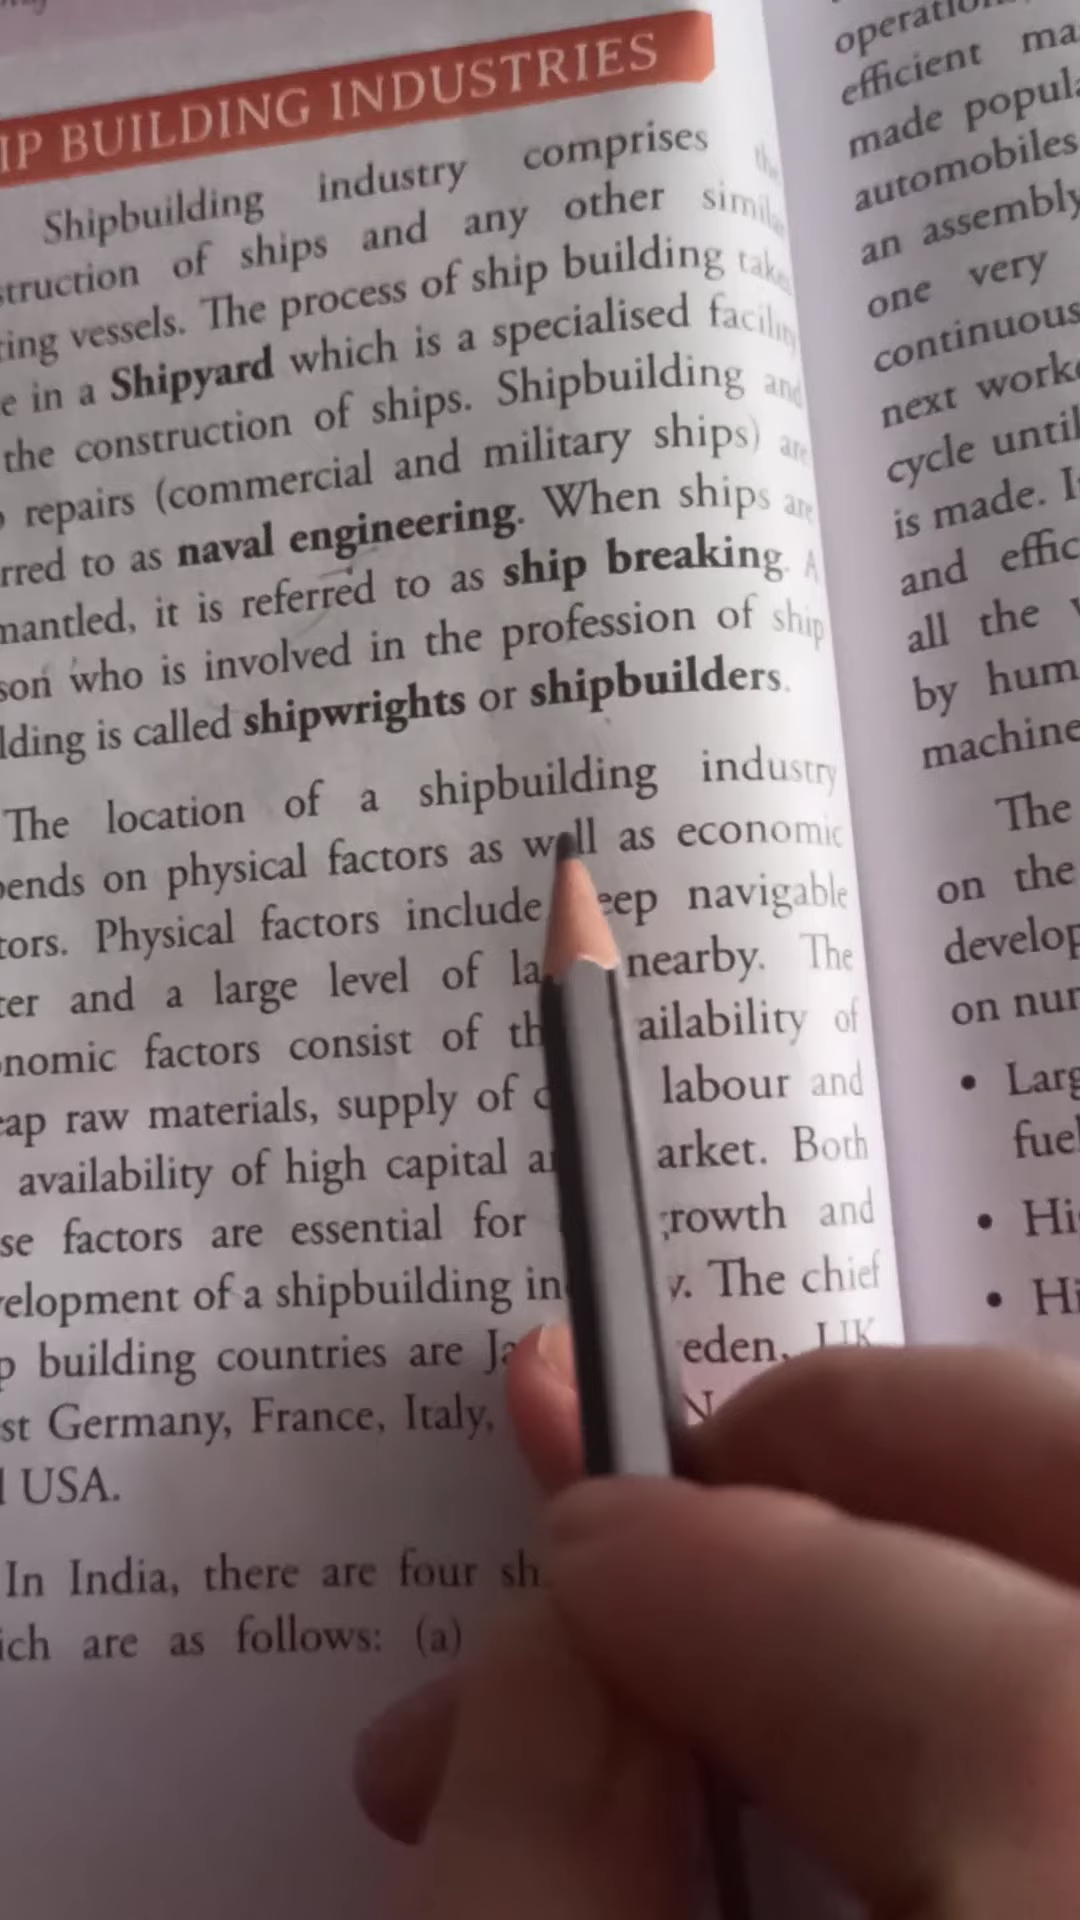 IP BUILDING INDUSTRIES
Shipbuilding industry comprises the
struction of ships and any other similar
ring vessels. The process of ship building takes
e in a Shipyard which is a specialised facility
the construction of ships. Shipbuilding and
repairs (commercial and military ships) are
rred to as naval engineering. When ships are
mantled, it is referred to as ship breaking. A
son who is involved in the profession of ship
lding is called shipwrights or shipbuilders.
The location of a shipbuilding industry
pends on physical factors as well as economic
tors. Physical factors include eep navigable
ter and a large level of la nearby. The
nomic factors consist of th ailability of
eap raw materials, supply of labour and
availability of high capital a arket. Both
se factors are essential for growth and
velopment of a shipbuilding in y. The chief
p building countries are Ja eden, UK
st Germany, France, Italy, N
USA.
In India, there are four sh
ich are as follows: (a)
operation
efficient ma
made popula
automobiles
an assembly
one very
continuous
next worke
cycle until
is made. I
and effic
all the
by hum
machine
The
on the
develop
on num
• Larg
fuel
• Hi
• Hi